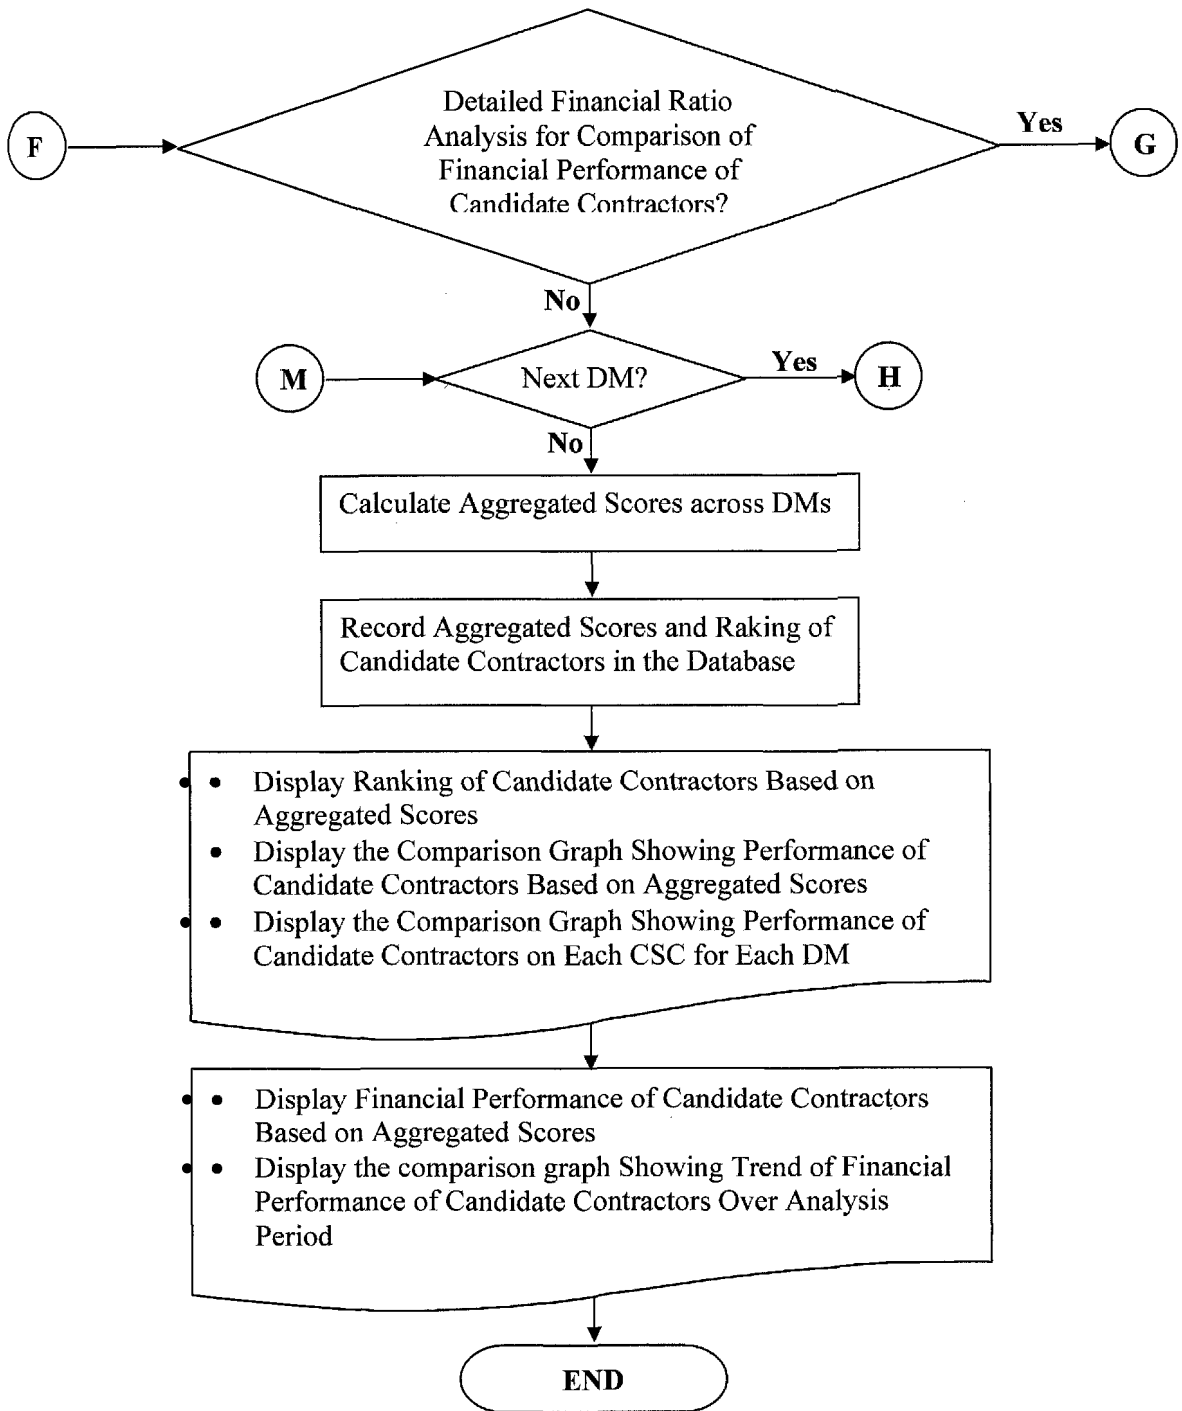 Detailed Financial Ratio
Analysis for Comparison of
Financial Performance of
Candidate Contractors?
F
Yes
G
No
M
Next DM?
Yes
H
No
Calculate Aggregated Scores across DMs
Record Aggregated Scores and Raking of
Candidate Contractors in the Database
• • Display Ranking of Candidate Contractors Based on
Aggregated Scores
• Display the Comparison Graph Showing Performance of
Candidate Contractors Based on Aggregated Scores
• • Display the Comparison Graph Showing Performance of
Candidate Contractors on Each CSC for Each DM
• • Display Financial Performance of Candidate Contractors
Based on Aggregated Scores
• • Display the comparison graph Showing Trend of Financial
Performance of Candidate Contractors Over Analysis
Period
END